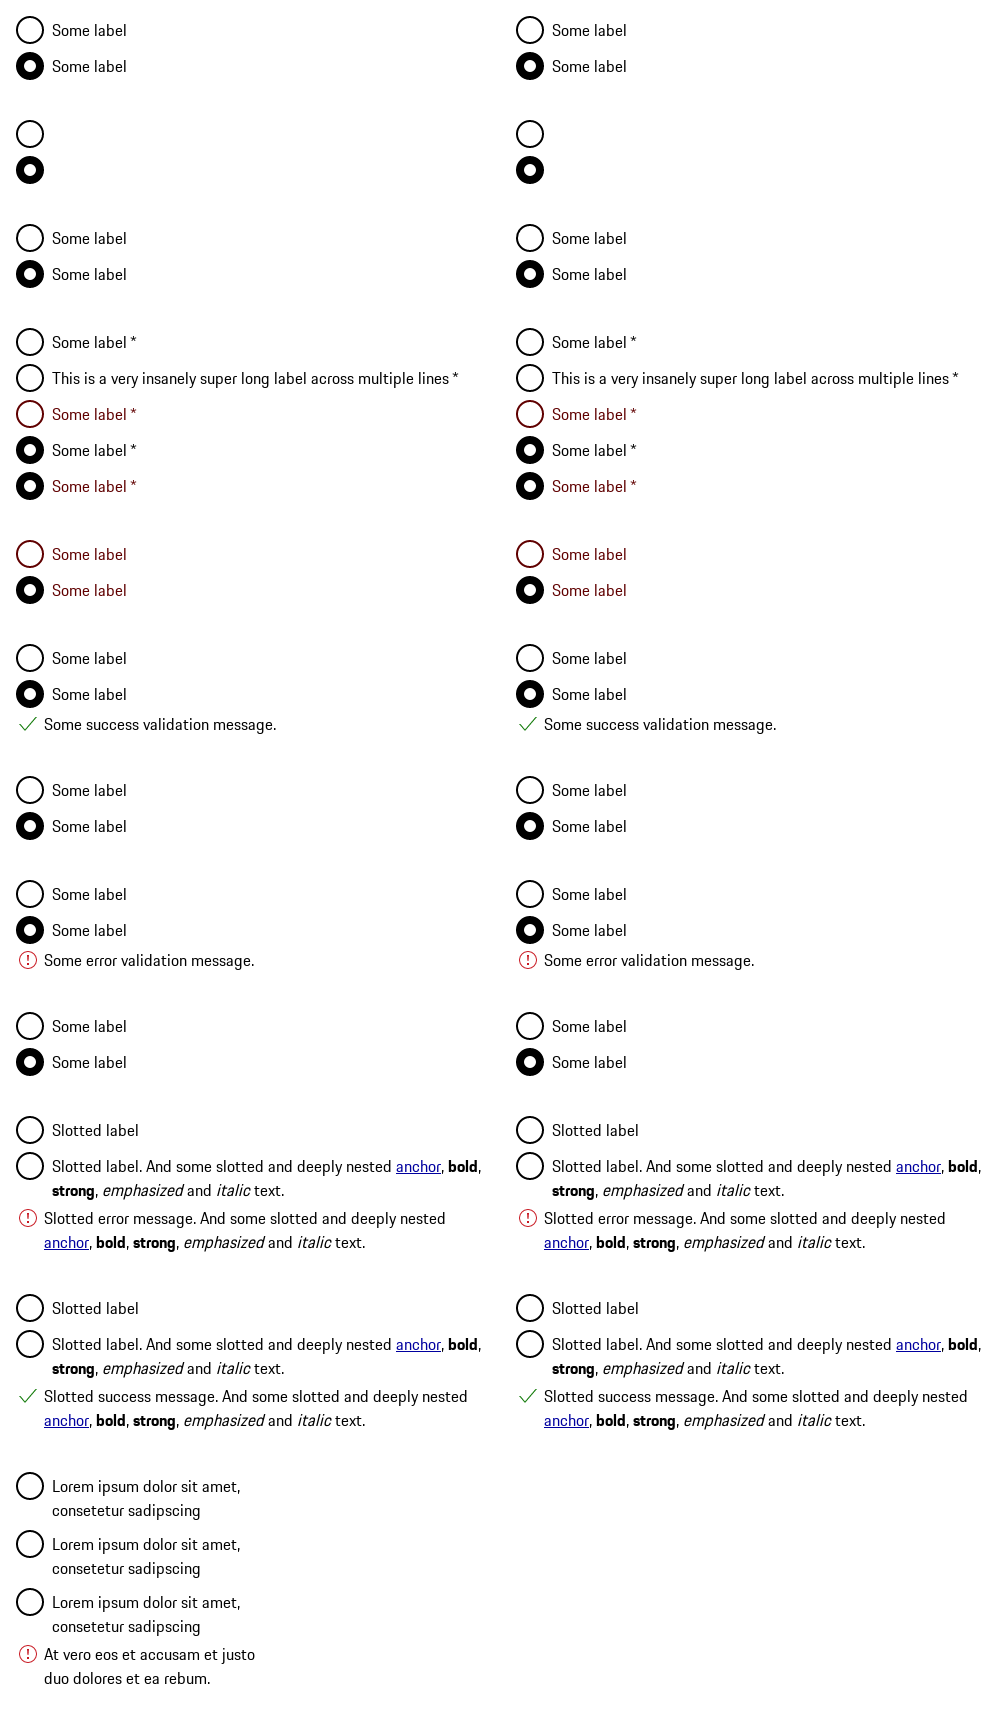 Some label
Some label
Some label
Some label
Some label *
This is a very insanely super long label across multiple lines *
Some label *
Some label *
Some label *
Some label
Some label
Some label
Some label
Some success validation message.
Some label
Some label
Some label
Some label
Some error validation message.
Some label
Some label
Slotted label
Slotted label. And some slotted and deeply nested anchor, bold,
strong, emphasized and italic text.
Slotted error message. And some slotted and deeply nested
anchor, bold, strong, emphasized and italic text.
Slotted label
Slotted label. And some slotted and deeply nested anchor, bold,
strong, emphasized and italic text.
Slotted success message. And some slotted and deeply nested
anchor, bold, strong, emphasized and italic text.
Lorem ipsum dolor sit amet,
consetetur sadipscing
Lorem ipsum dolor sit amet,
consetetur sadipscing
Lorem ipsum dolor sit amet,
consetetur sadipscing
At vero eos et accusam et justo
duo dolores et ea rebum.
Some label
Some label
Some label
Some label
Some label *
This is a very insanely super long label across multiple lines *
Some label *
Some label *
Some label *
Some label
Some label
Some label
Some label
Some success validation message.
Some label
Some label
Some label
Some label
Some error validation message.
Some label
Some label
Slotted label
Slotted label. And some slotted and deeply nested anchor, bold,
strong, emphasized and italic text.
Slotted error message. And some slotted and deeply nested
anchor, bold, strong, emphasized and italic text.
Slotted label
Slotted label. And some slotted and deeply nested anchor, bold,
strong, emphasized and italic text.
Slotted success message. And some slotted and deeply nested
anchor, bold, strong, emphasized and italic text.